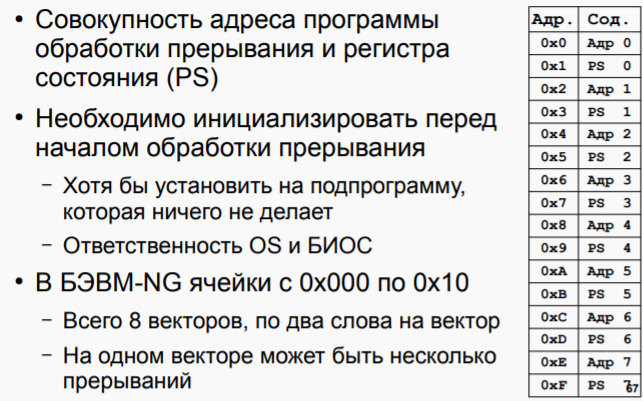 • Совокупность адреса программы
обработки прерывания и регистра
состояния (PS)
• Необходимо инициализировать перед
началом обработки прерывания
– Хотя бы установить на подпрограмму,
которая ничего не делает
– Ответственность OS и БИОС
• В БЭВМ-NG ячейки с 0x000 по 0x10
– Всего 8 векторов, по два слова на вектор
– На одном векторе может быть несколько
прерываний
Адр. Сод.
0x0 Адр 0
0x1 PS 0
0x2 Адр 1
0x3 PS 1
0x4 Адр 2
0x5 PS 2
0x6 Адр 3
0x7 PS 3
0x8 Адр 4
0x9 PS 4
0xA Адр 5
0xB PS 5
0xC Адр 6
0xD PS 6
0xE Адр 7
0xF PS 7
67